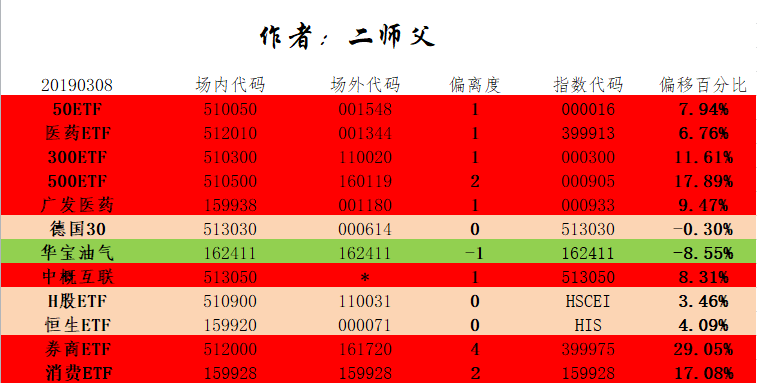 作者：二师父
20190308 场内代码 场外代码 偏离度 指数代码 偏移百分比
50ETF 510050 001548 1 000016 7.94%
医药ETF 512010 001344 1 399913 6.76%
300ETF 510300 110020 1 000300 11.61%
500ETF 510500 160119 2 000905 17.89%
广发医药 159938 001180 1 000933 9.47%
德国30 513030 000614 0 513030 -0.30%
华宝油气 162411 162411 -1 162411 -8.55%
中概互联 513050 * 1 513050 8.31%
H股ETF 510900 110031 0 HSCEI 3.46%
恒生ETF 159920 000071 0 HIS 4.09%
券商ETF 512000 161720 4 399975 29.05%
消费ETF 159928 159928 2 159928 17.08%